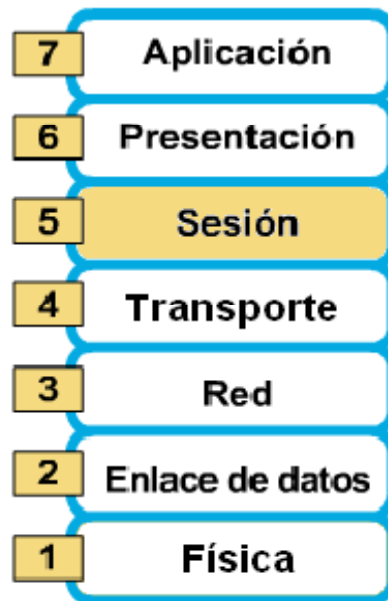 7 Aplicación
6 Presentación
5 Sesión
4 Transporte
3 Red
2 Enlace de datos
1 Física